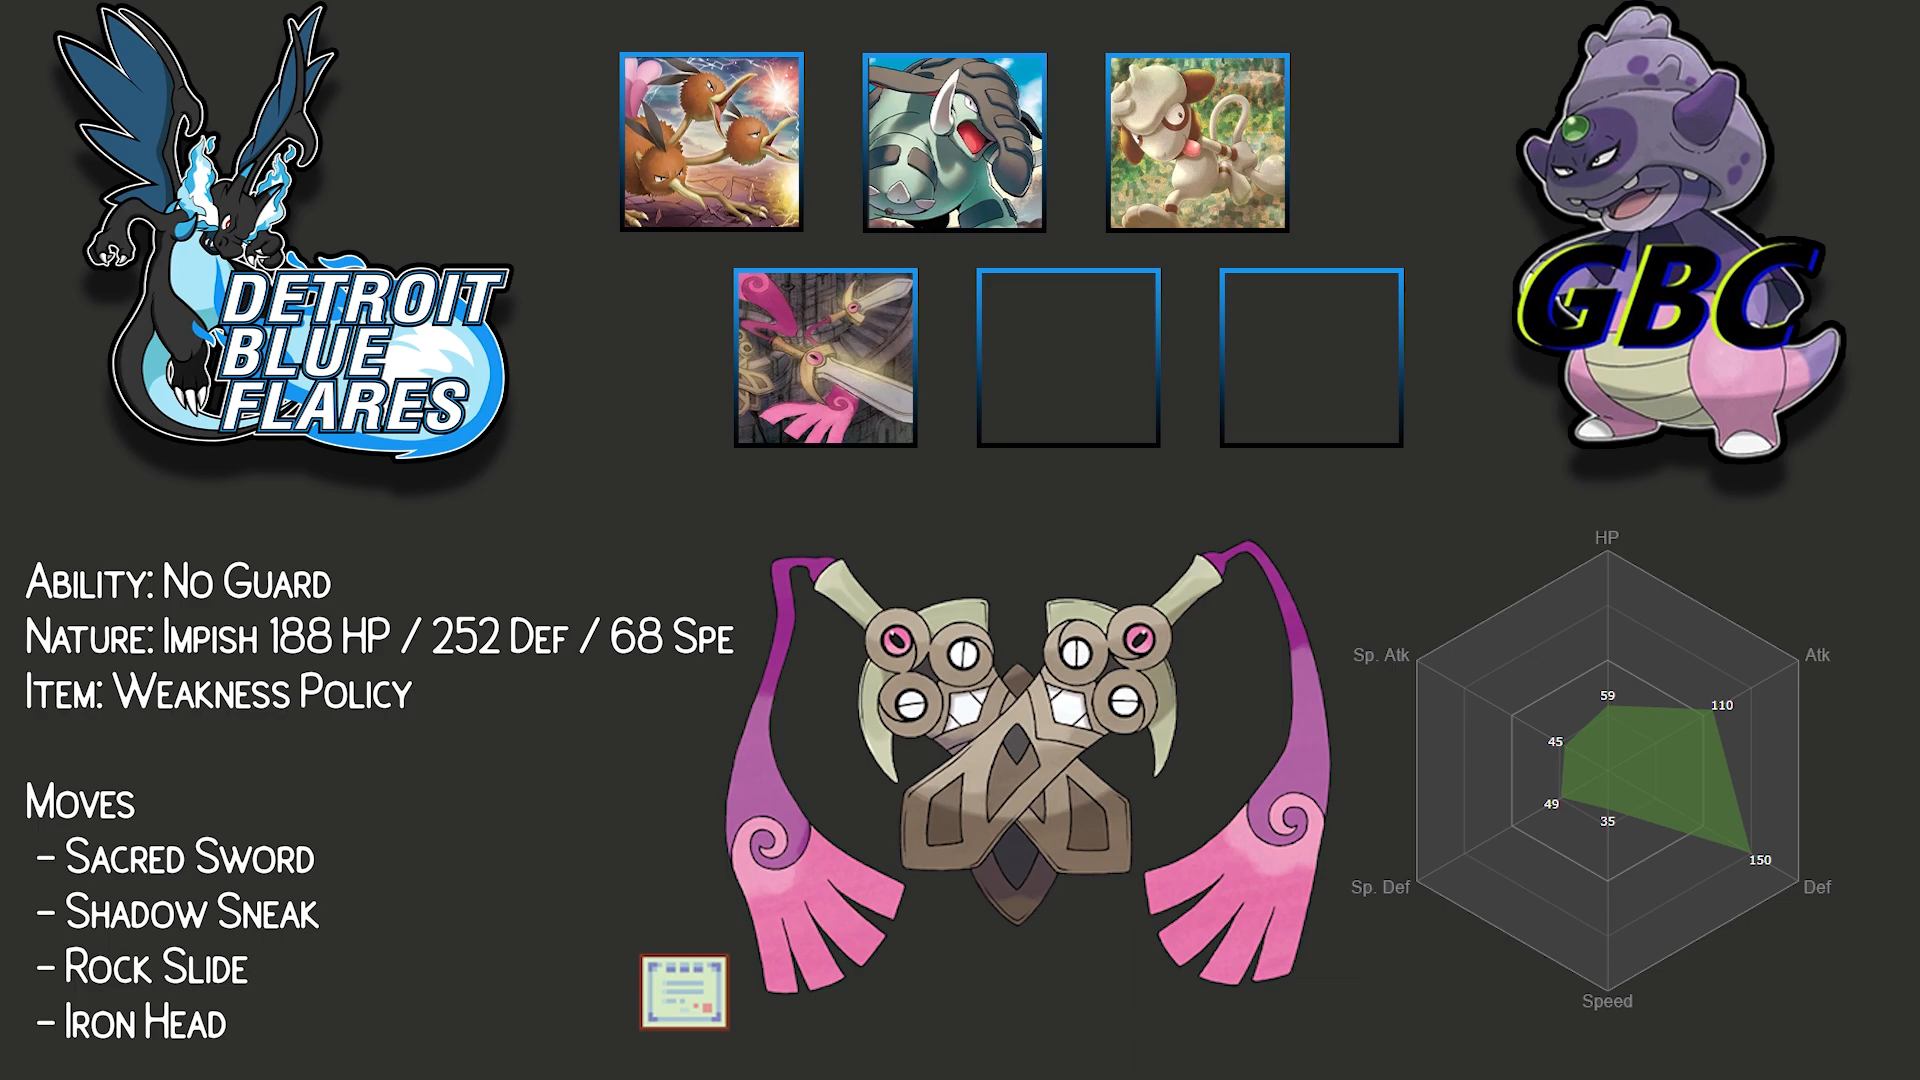 DETROIT
BLUE
FLARES
GBC
Ability: No Guard
Nature: Impish 188 HP / 252 Def / 68 Spe
Item: Weakness Policy
Moves
- Sacred Sword
- Shadow Sneak
- Rock Slide
- Iron Head
HP
Sp. Atk
Atk
59
110
45
49
35
150
Sp. Def
Def
Speed